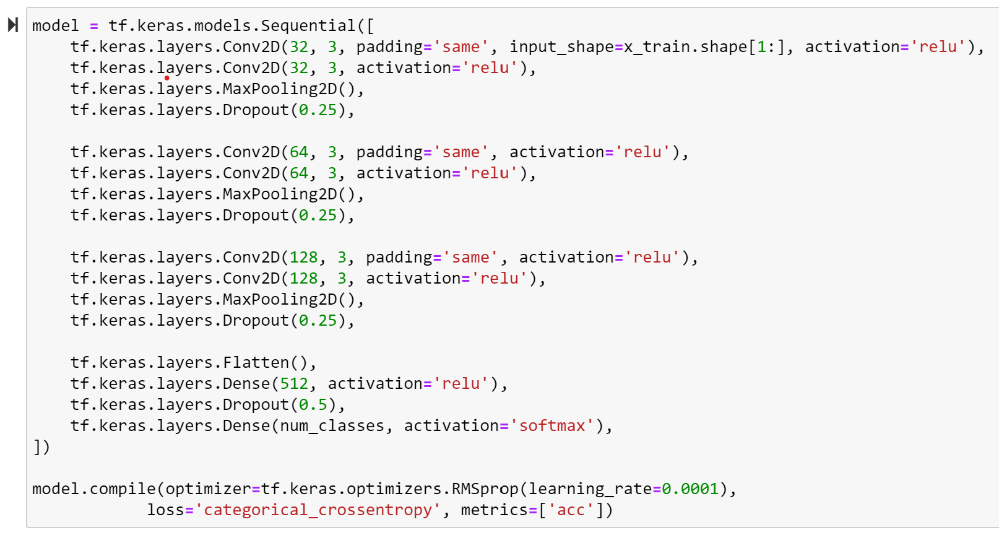 model = tf.keras.models.Sequential([
    tf.keras.layers.Conv2D(32, 3, padding='same', input_shape=x_train.shape[1:], activation='relu'),
    tf.keras.layers.Conv2D(32, 3, activation='relu'),
    tf.keras.layers.MaxPooling2D(),
    tf.keras.layers.Dropout(0.25),

    tf.keras.layers.Conv2D(64, 3, padding='same', activation='relu'),
    tf.keras.layers.Conv2D(64, 3, activation='relu'),
    tf.keras.layers.MaxPooling2D(),
    tf.keras.layers.Dropout(0.25),

    tf.keras.layers.Conv2D(128, 3, padding='same', activation='relu'),
    tf.keras.layers.Conv2D(128, 3, activation='relu'),
    tf.keras.layers.MaxPooling2D(),
    tf.keras.layers.Dropout(0.25),

    tf.keras.layers.Flatten(),
    tf.keras.layers.Dense(512, activation='relu'),
    tf.keras.layers.Dropout(0.5),
    tf.keras.layers.Dense(num_classes, activation='softmax'),
])

model.compile(optimizer=tf.keras.optimizers.RMSprop(learning_rate=0.0001),
            loss='categorical_crossentropy', metrics=['acc'])